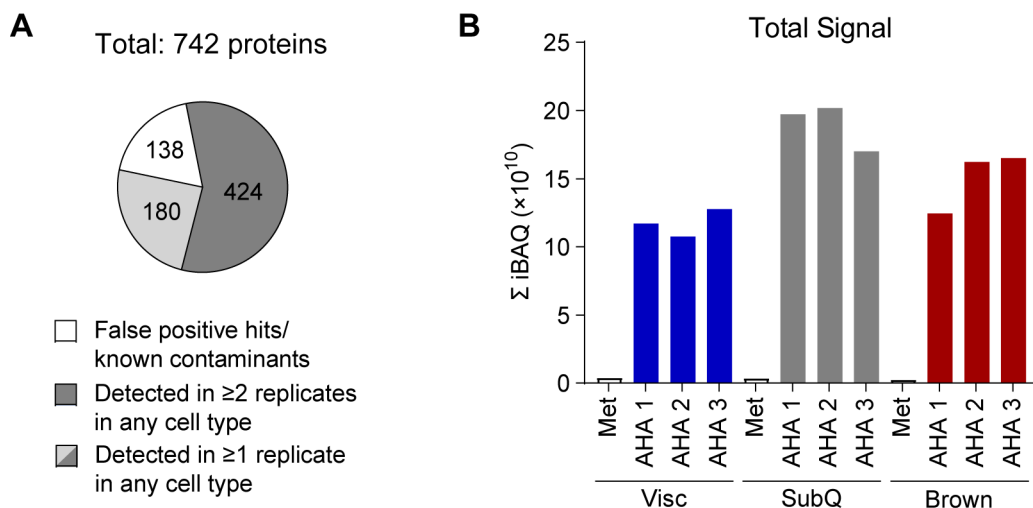 A
Total: 742 proteins
138
424
180
False positive hits/
known contaminants
Detected in ≥2 replicates
in any cell type
Detected in ≥1 replicate
in any cell type
B
Total Signal
Σ iBAQ (×10¹⁰)
25
20
15
10
5
0
Met
AHA 1
AHA 2
AHA 3
Met
AHA 1
AHA 2
AHA 3
Met
AHA 1
AHA 2
AHA 3
Visc
SubQ
Brown